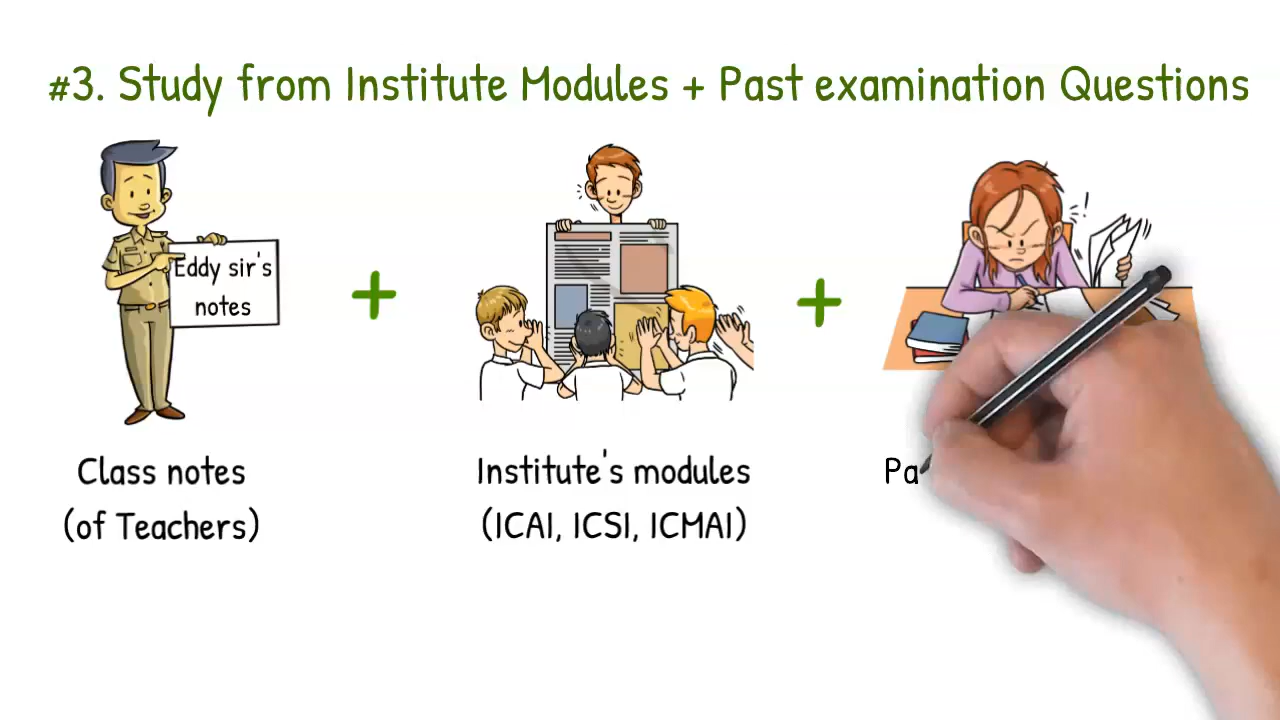 #3. Study from Institute Modules + Past examination Questions
Eddy sir's
notes
+
+
Class notes
(of Teachers)
Institute's modules
(ICAI, ICSI, ICMAI)
Pa